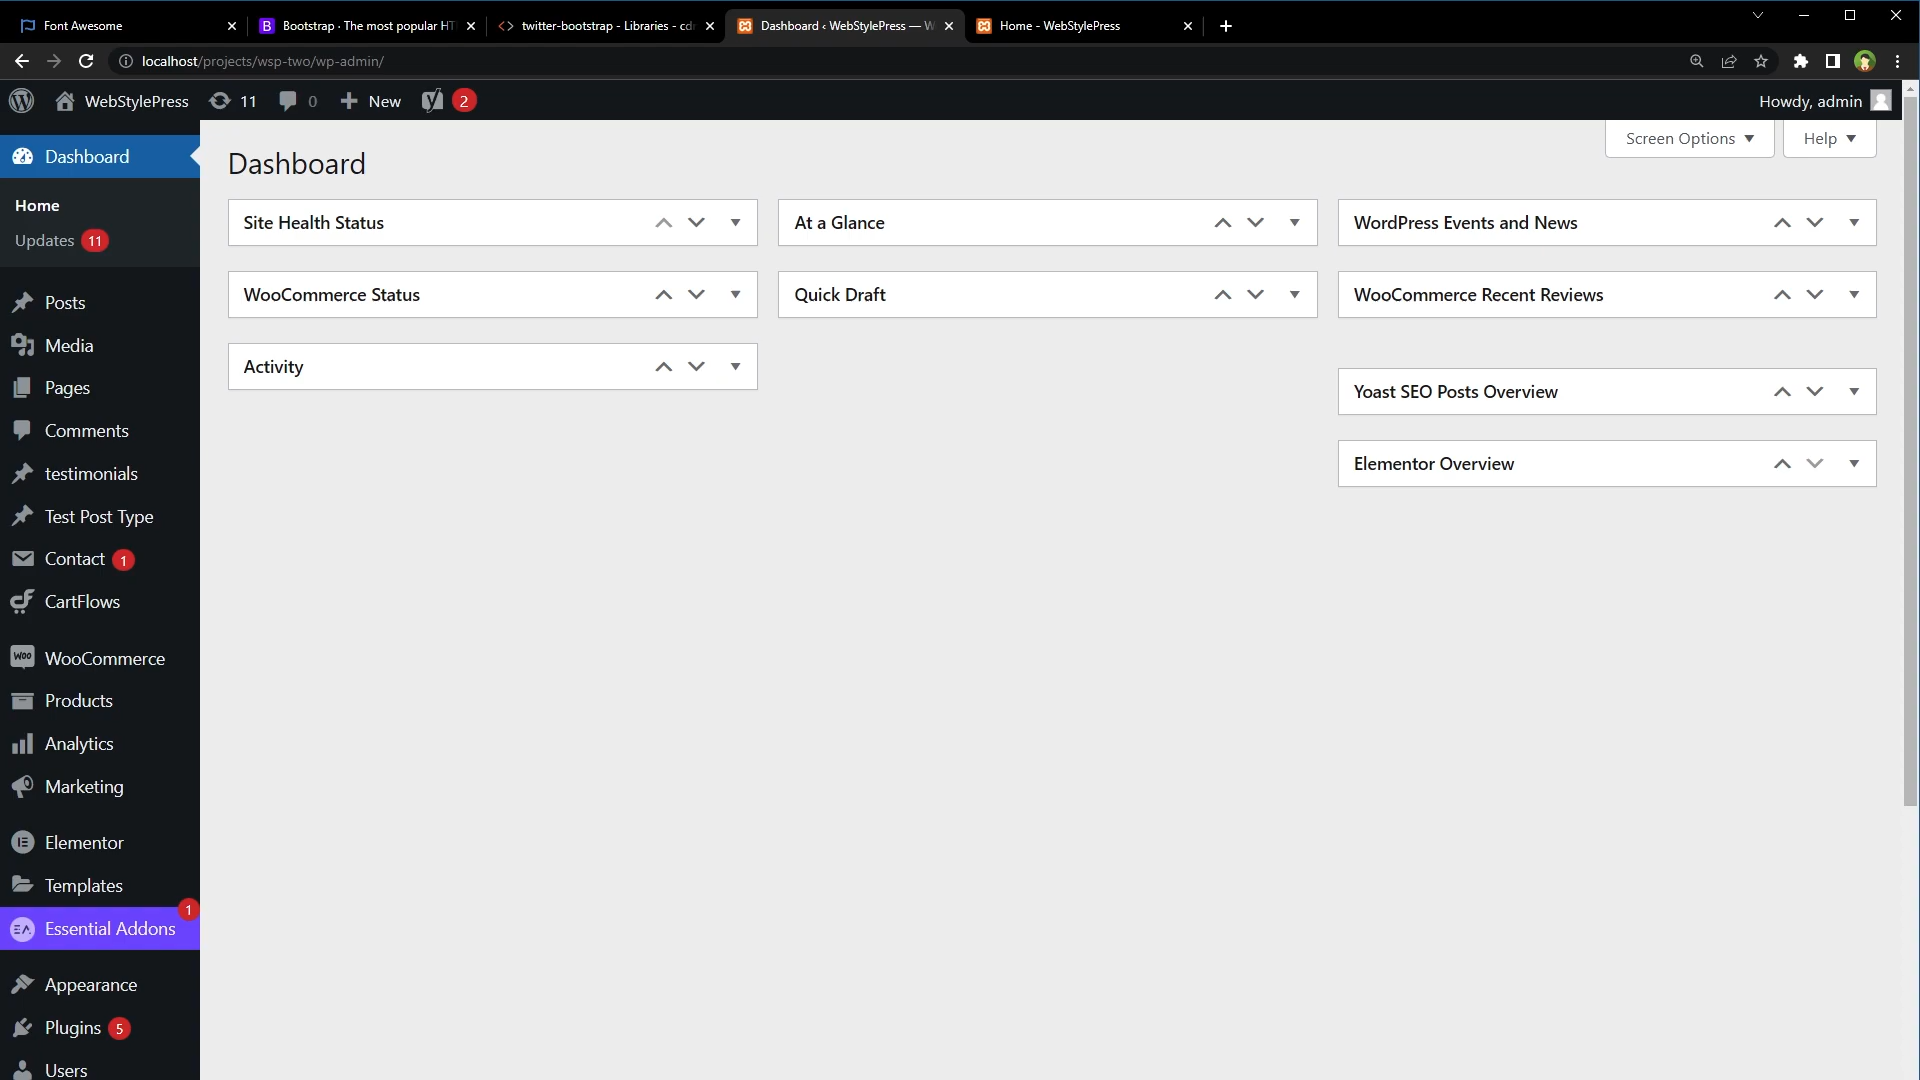 Font Awesome
Bootstrap · The most popular HT
twitter-bootstrap - Libraries - cd
Dashboard ‹ WebStylePress — W
Home - WebStylePress
localhost/projects/wsp-two/wp-admin/
WebStylePress
11
0
New
2
Howdy, admin
Screen Options
Help
Dashboard
Home
Updates 11
Posts
Media
Pages
Comments
testimonials
Test Post Type
Contact 1
CartFlows
WooCommerce
Products
Analytics
Marketing
Elementor
Templates
Essential Addons 1
Appearance
Plugins 5
Users
Dashboard
Site Health Status
WooCommerce Status
Activity
At a Glance
Quick Draft
WordPress Events and News
WooCommerce Recent Reviews
Yoast SEO Posts Overview
Elementor Overview